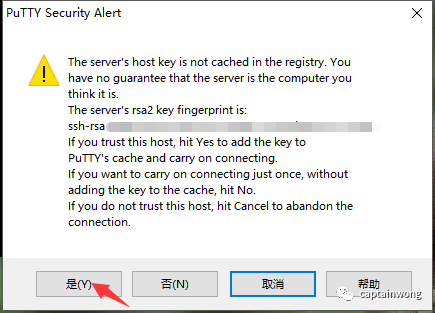 PuTTY Security Alert
The server's host key is not cached in the registry. You
have no guarantee that the server is the computer you
think it is.
The server's rsa2 key fingerprint is:
ssh-rsa
If you trust this host, hit Yes to add the key to
PuTTY's cache and carry on connecting.
If you want to carry on connecting just once, without
adding the key to the cache, hit No.
If you do not trust this host, hit Cancel to abandon the
connection.
是(Y) 否(N) 取消 帮助
captainwong